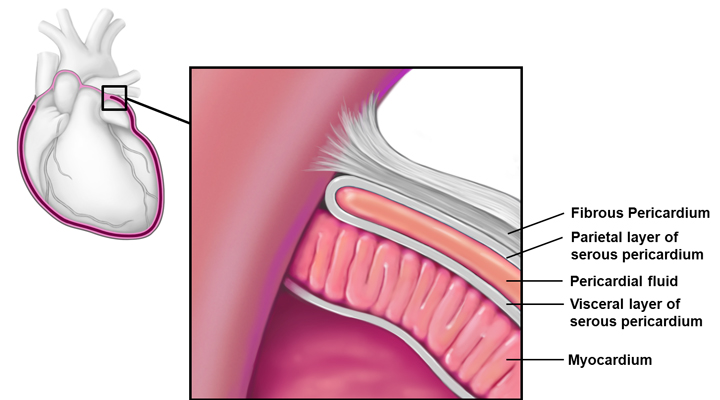 Fibrous Pericardium
Parietal layer of
serous pericardium
Pericardial fluid
Visceral layer of
serous pericardium
Myocardium